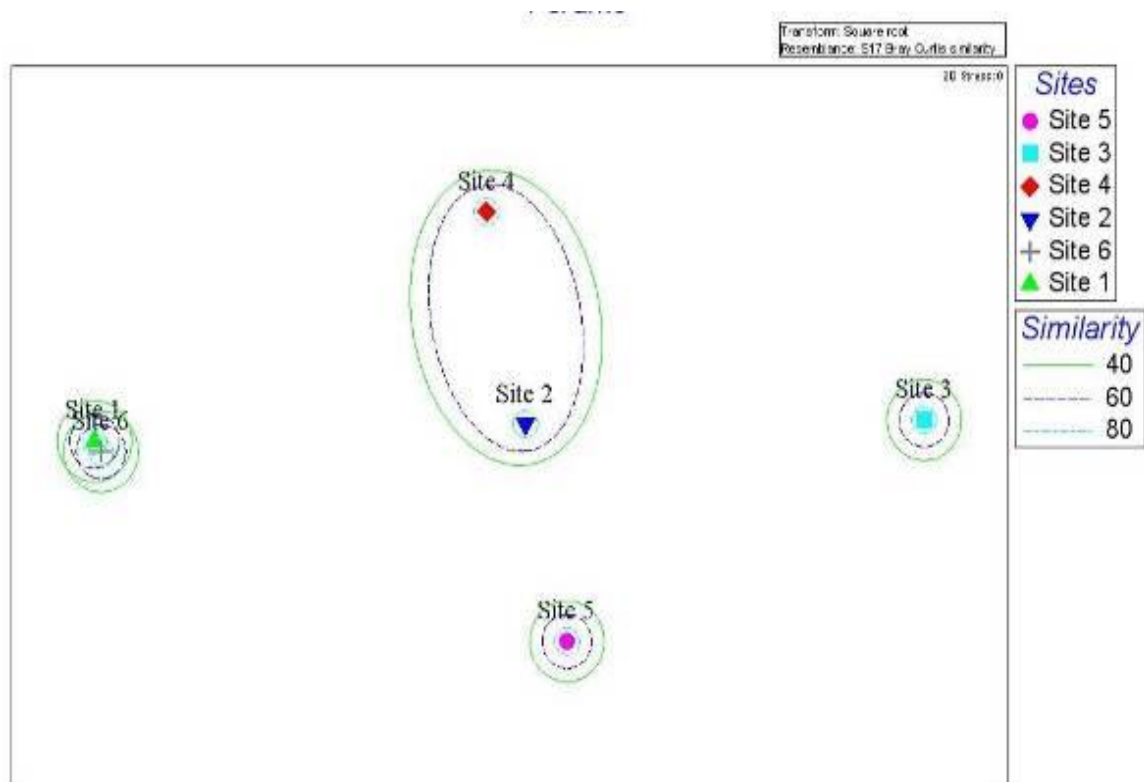 Transform: Square root
Resemblance: S17 Bray Curtis similarity
2D Stress: 0
Sites
Site 5
Site 3
Site 4
Site 2
Site 6
Site 1
Similarity
40
60
80
Site 4
Site 2
Site 3
Site 1
Site 6
Site 5